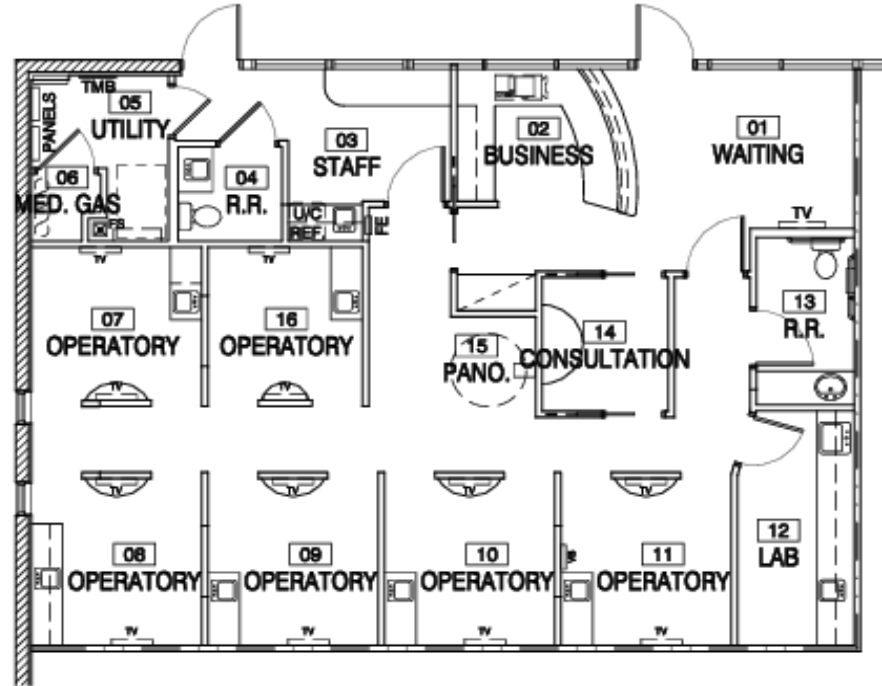 TMB
05
UTILITY
PANELS
06
MED. GAS
FS
04
R.R.
03
STAFF
U/C
REF.
FE
02
BUSINESS
01
WAITING
TV
13
R.R.
TV
TV
07
OPERATORY
16
OPERATORY
15
PANO.
14
CONSULTATION
TV
TV
TV
TV
TV
TV
08
OPERATORY
09
OPERATORY
10
OPERATORY
11
OPERATORY
12
LAB
TV
TV
TV
TV